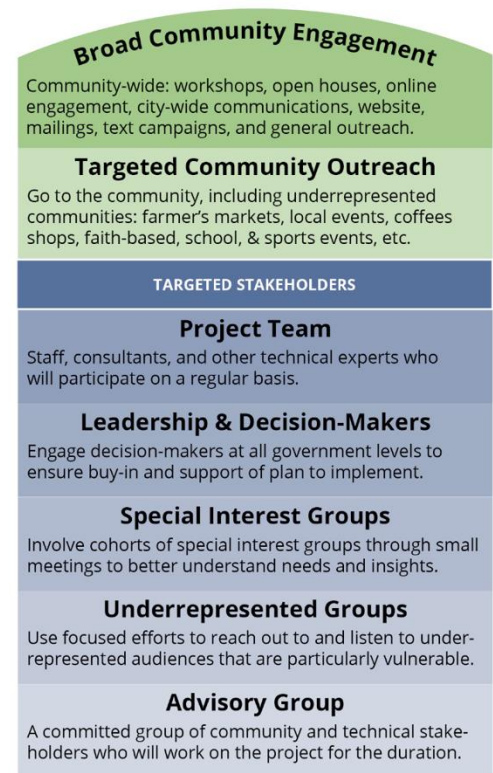 Broad Community Engagement
Community-wide: workshops, open houses, online
engagement, city-wide communications, website,
mailings, text campaigns, and general outreach.
Targeted Community Outreach
Go to the community, including underrepresented
communities: farmer's markets, local events, coffees
shops, faith-based, school, & sports events, etc.
TARGETED STAKEHOLDERS
Project Team
Staff, consultants, and other technical experts who
will participate on a regular basis.
Leadership & Decision-Makers
Engage decision-makers at all government levels to
ensure buy-in and support of plan to implement.
Special Interest Groups
Involve cohorts of special interest groups through small
meetings to better understand needs and insights.
Underrepresented Groups
Use focused efforts to reach out to and listen to under-
represented audiences that are particularly vulnerable.
Advisory Group
A committed group of community and technical stake-
holders who will work on the project for the duration.